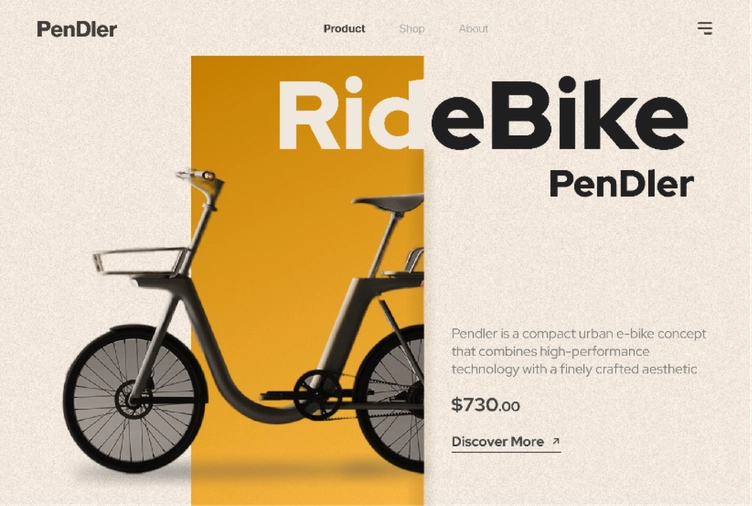 PenDler
Product Shop About
RideBike
PenDler
Pendler is a compact urban e-bike concept
that combines high-performance
technology with a finely crafted aesthetic
$730.00
Discover More ↗